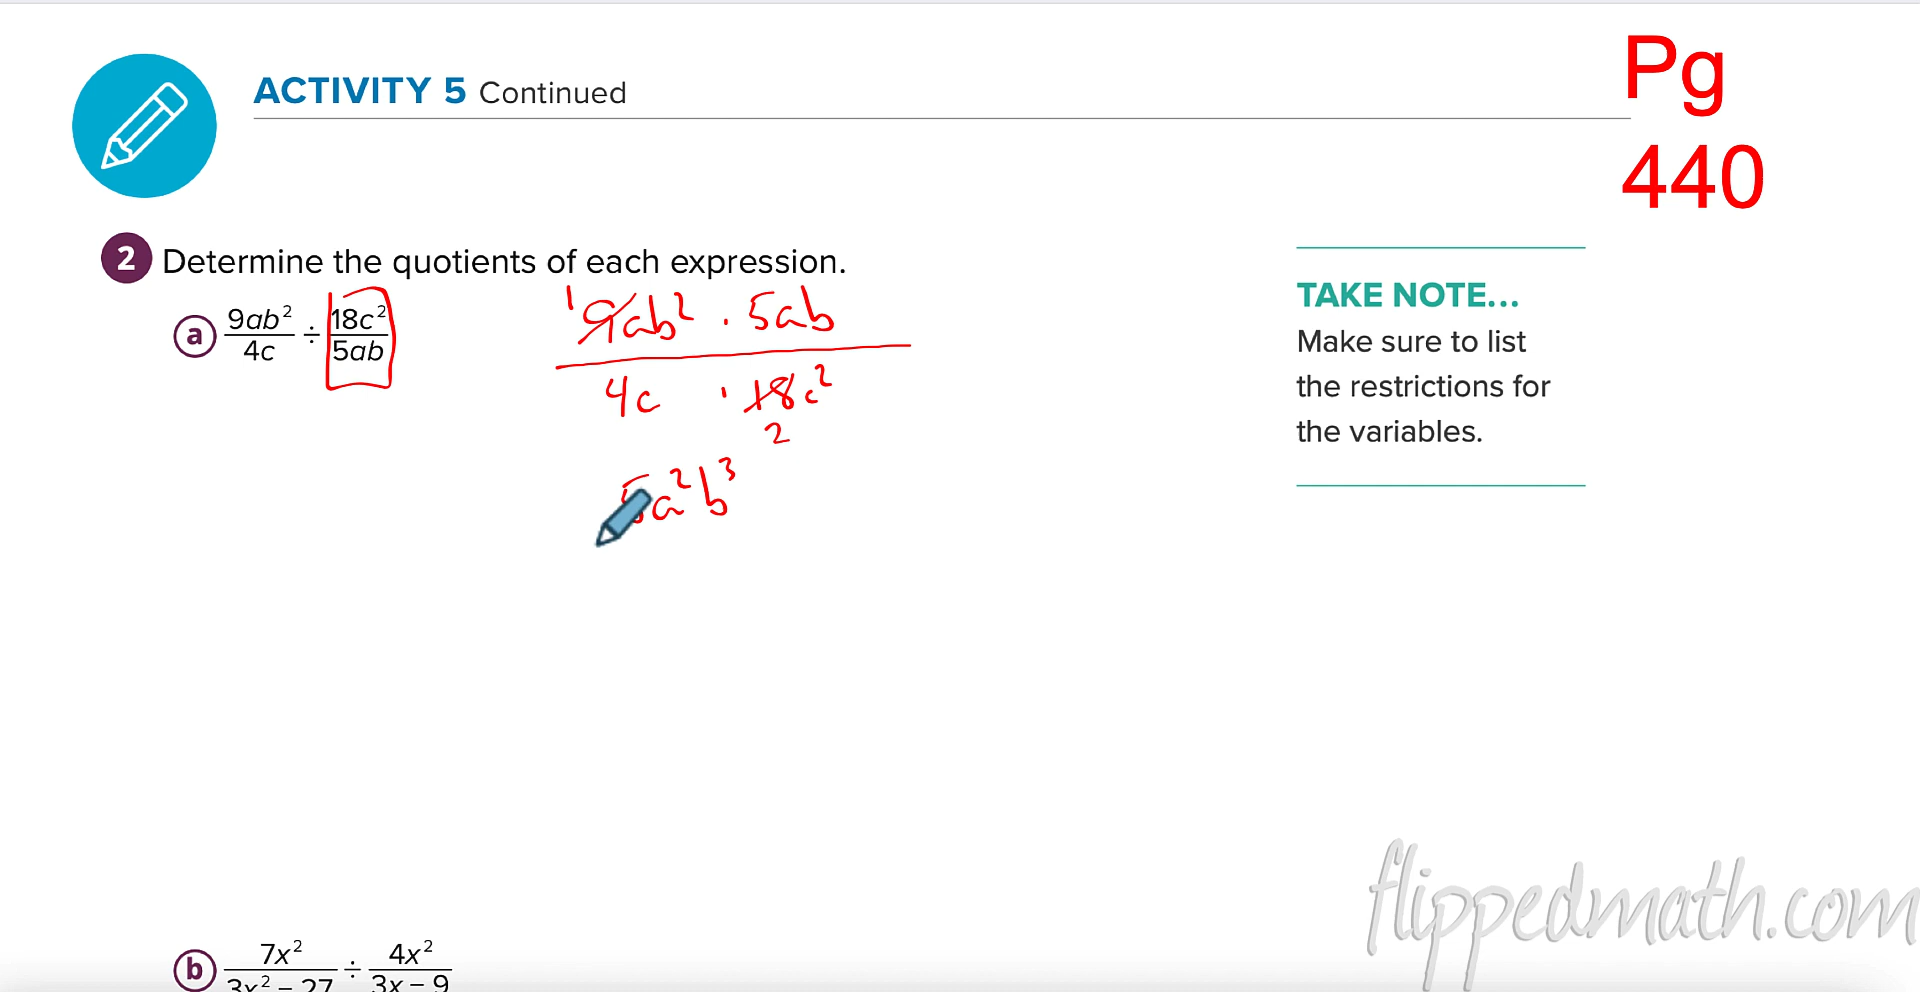 Pg
440
ACTIVITY 5 Continued
2 Determine the quotients of each expression.
a 9ab²/4c ÷ 18c²/5ab
1 9ab² · 5ab
4c · 18c²
2
5a²b³
TAKE NOTE...
Make sure to list
the restrictions for
the variables.
b 7x²/3x² − 27 ÷ 4x²/3x − 9
flippedmath.com